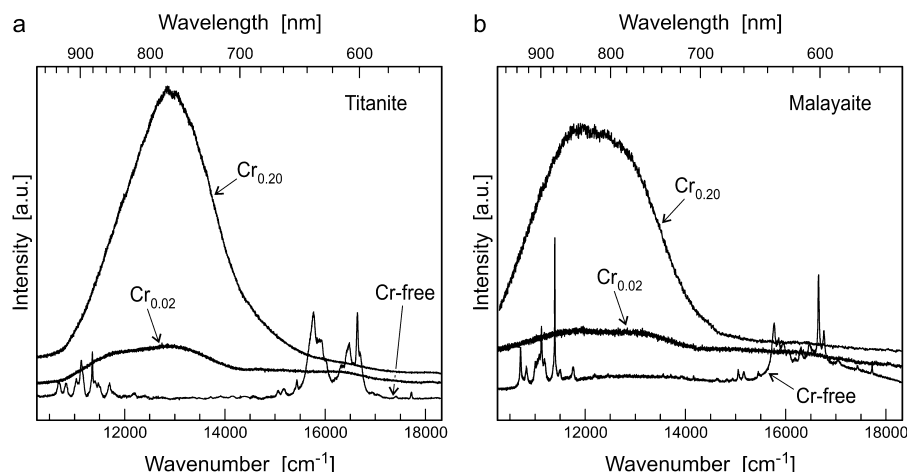 a
Wavelength [nm]
900 800 700 600
Titanite
Cr0.20
Cr0.02
Cr-free
Intensity [a.u.]
12000 14000 16000 18000
Wavenumber [cm-1]
b
Wavelength [nm]
900 800 700 600
Malayaite
Cr0.20
Cr0.02
Cr-free
Intensity [a.u.]
12000 14000 16000 18000
Wavenumber [cm-1]